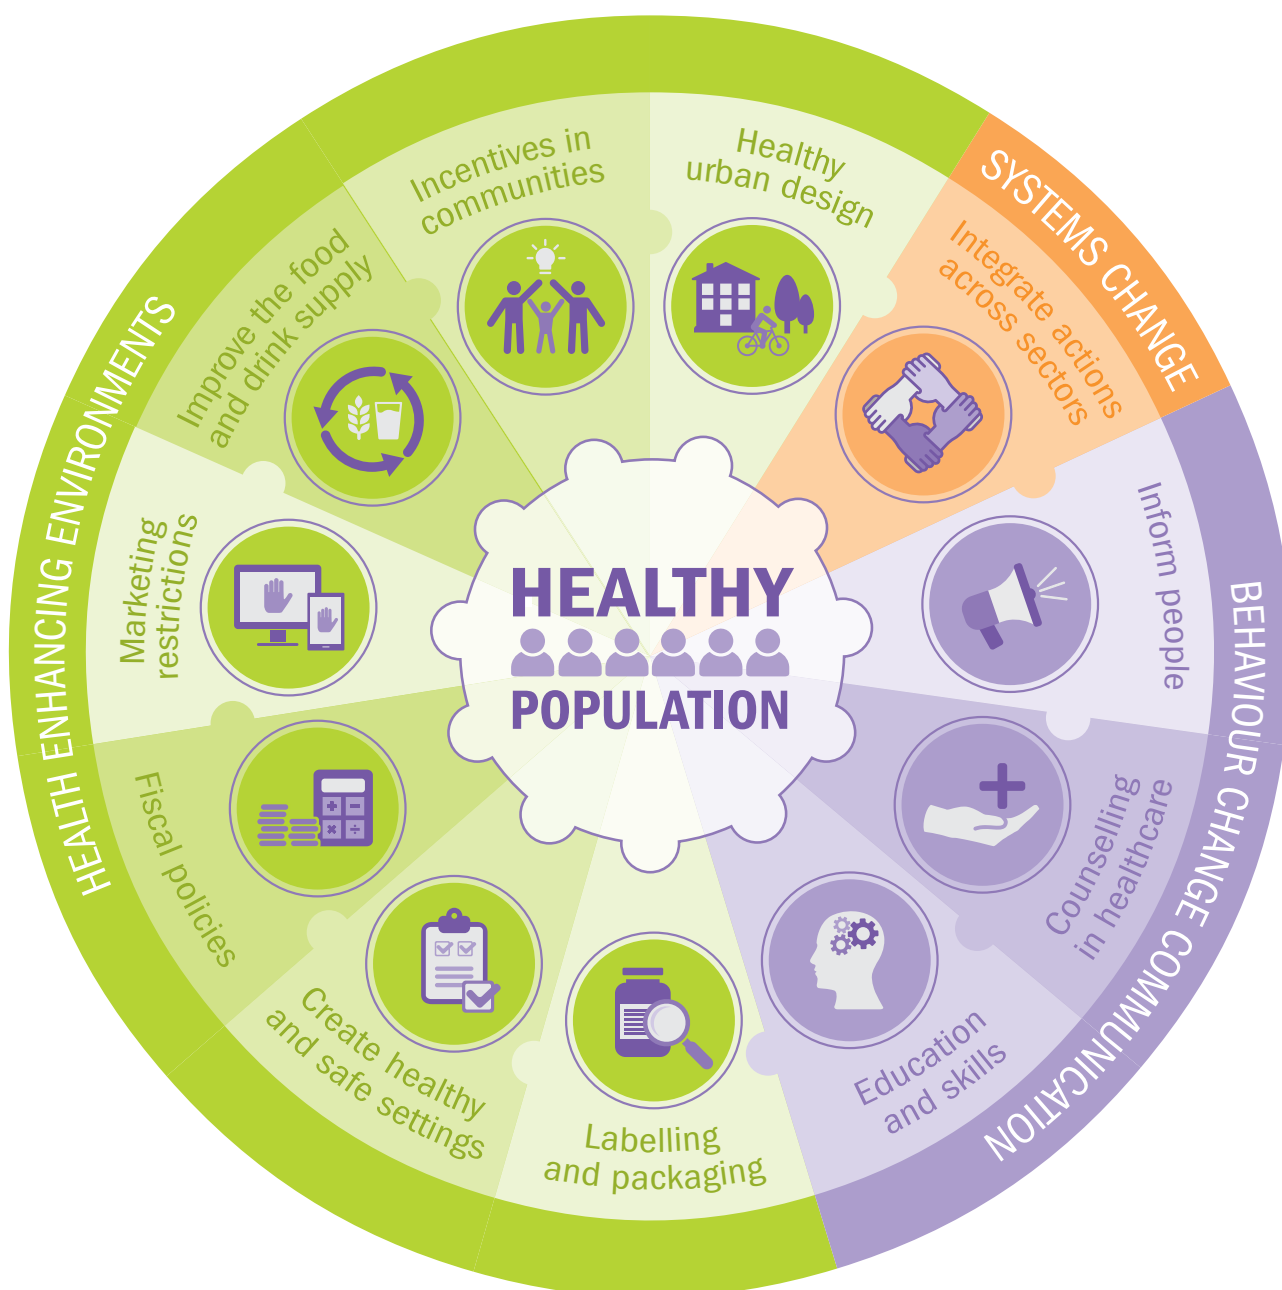 HEALTHY
POPULATION
SYSTEMS CHANGE
Integrate actions
across sectors
BEHAVIOUR CHANGE COMMUNICATION
Inform people
Counselling
in healthcare
Education
and skills
HEALTH ENHANCING ENVIRONMENTS
Labelling
and packaging
Create healthy
and safe settings
Fiscal policies
Marketing
restrictions
Improve the food
and drink supply
Incentives in
communities
Healthy
urban design